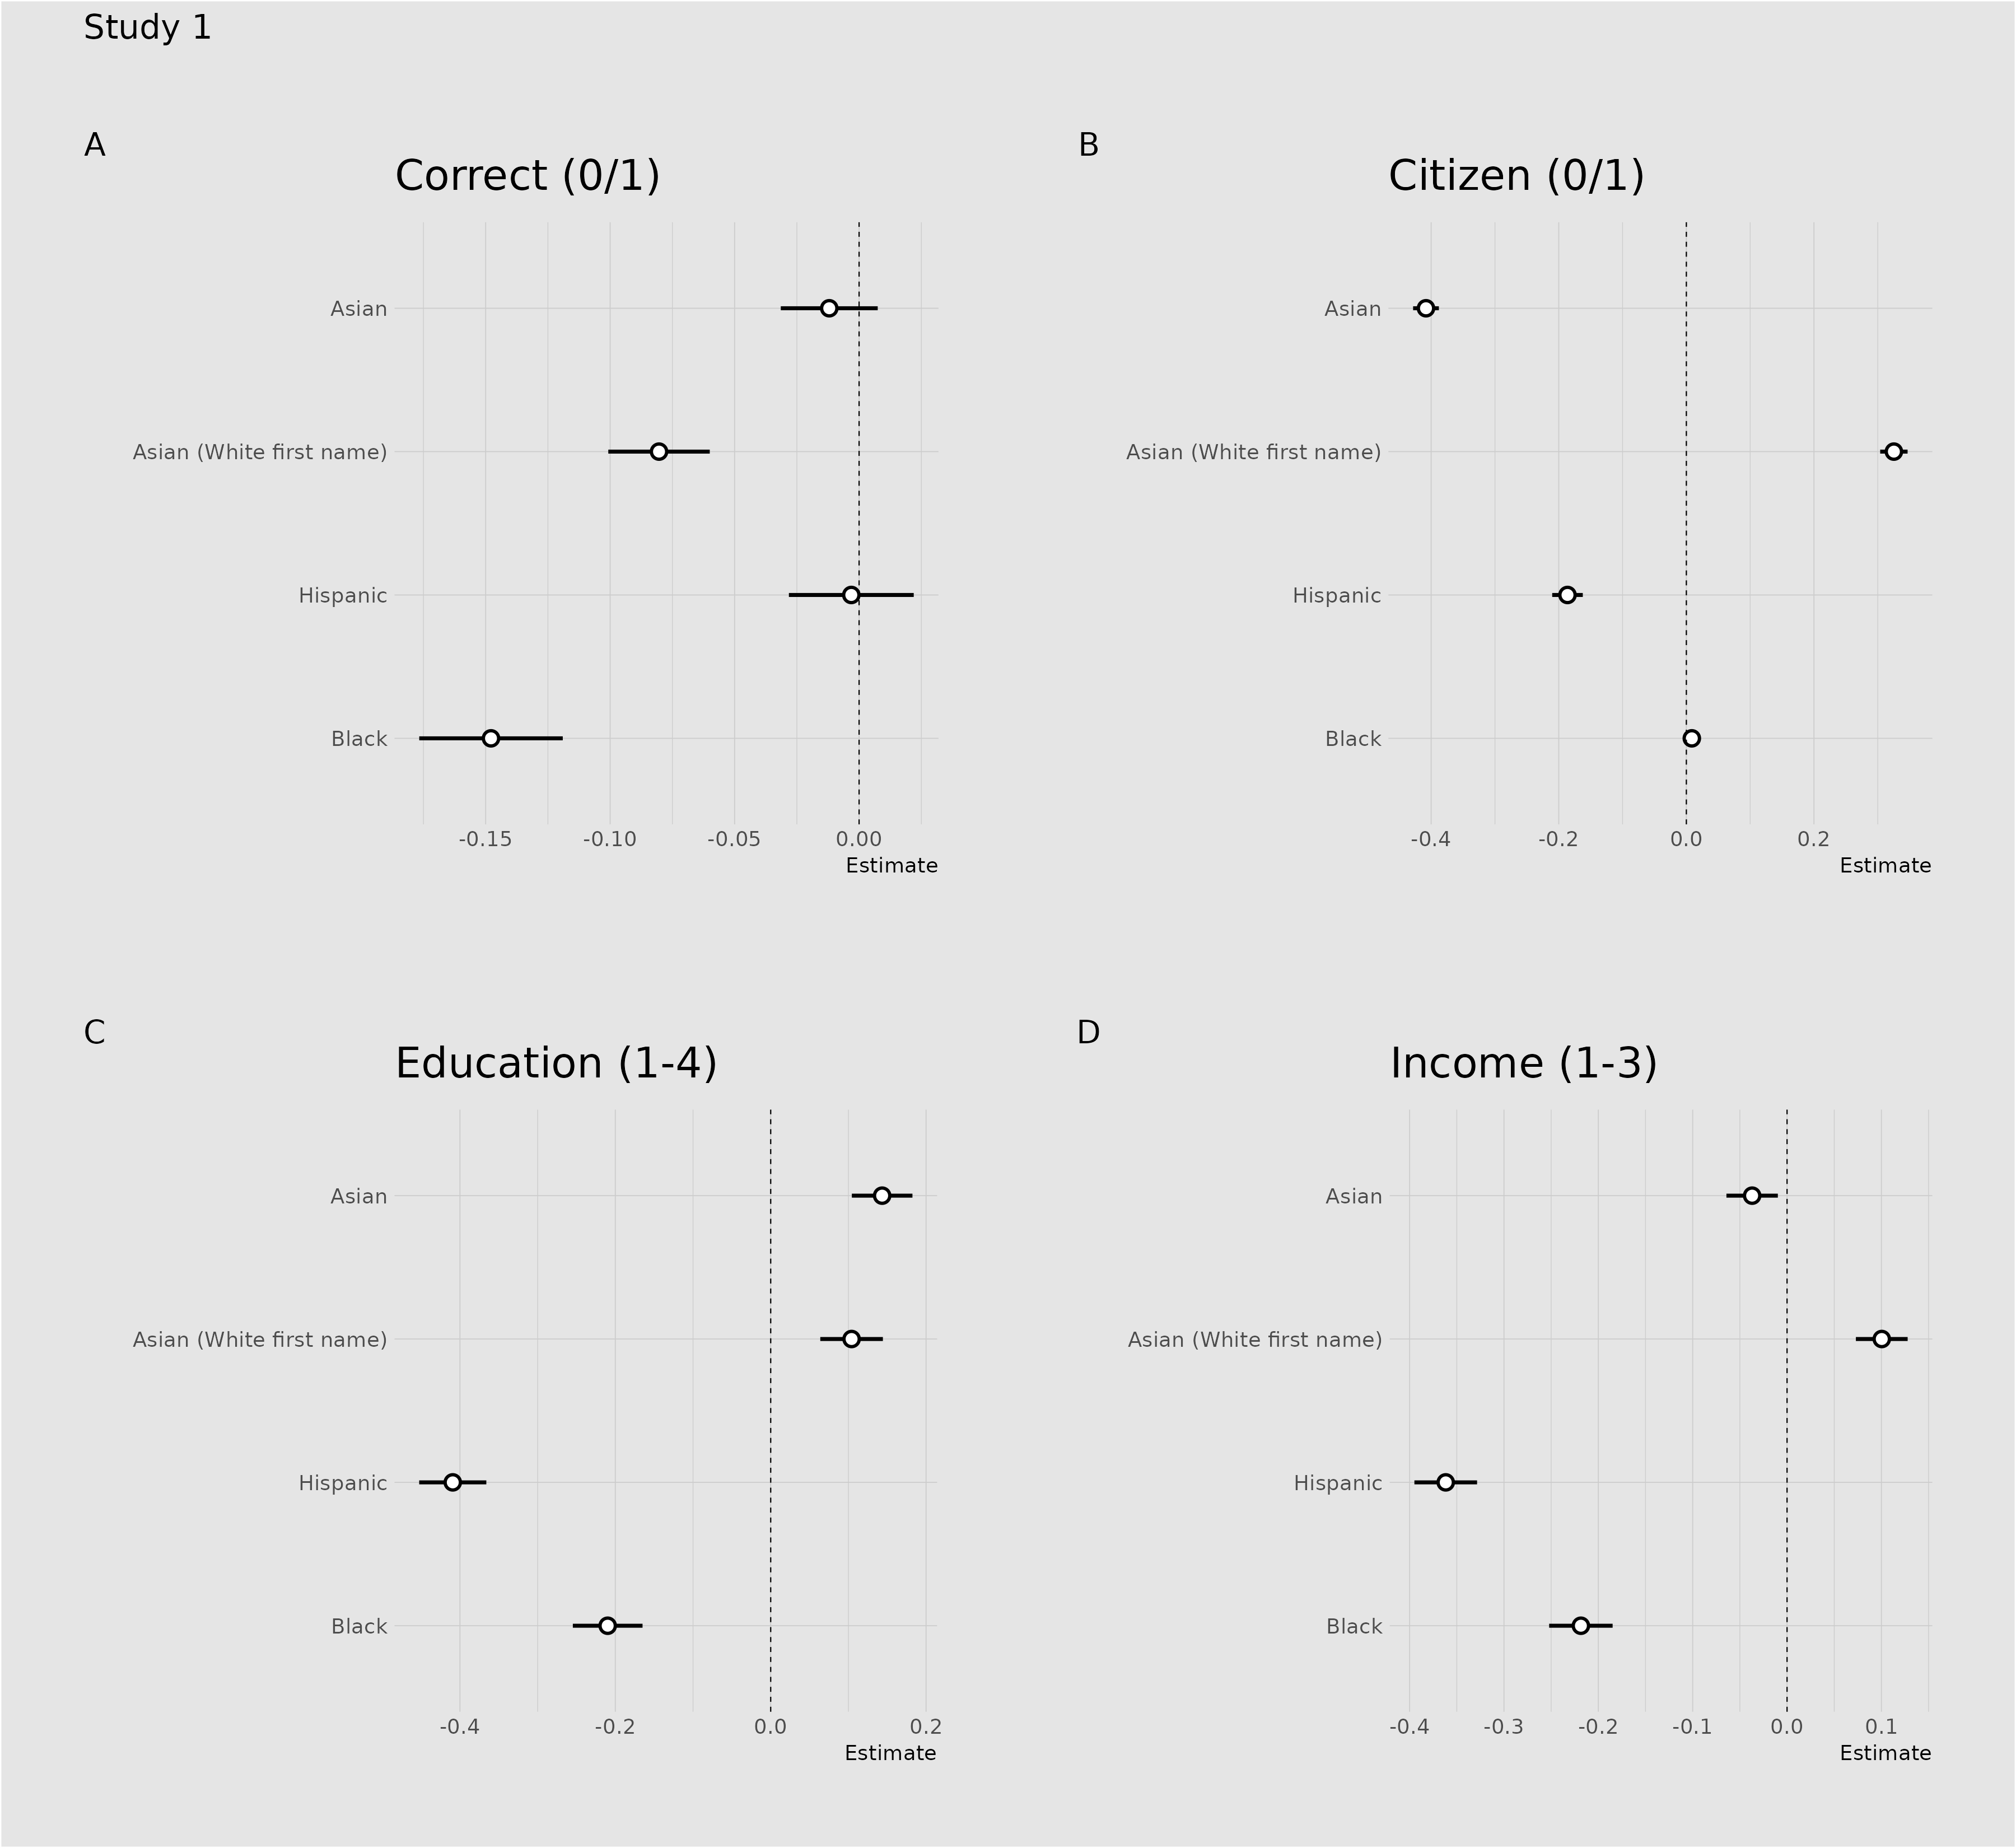 Study 1
A
Correct (0/1)
Asian
Asian (White first name)
Hispanic
Black
-0.15 -0.10 -0.05 0.00
Estimate
B
Citizen (0/1)
Asian
Asian (White first name)
Hispanic
Black
-0.4 -0.2 0.0 0.2
Estimate
C
Education (1-4)
Asian
Asian (White first name)
Hispanic
Black
-0.4 -0.2 0.0 0.2
Estimate
D
Income (1-3)
Asian
Asian (White first name)
Hispanic
Black
-0.4 -0.3 -0.2 -0.1 0.0 0.1
Estimate